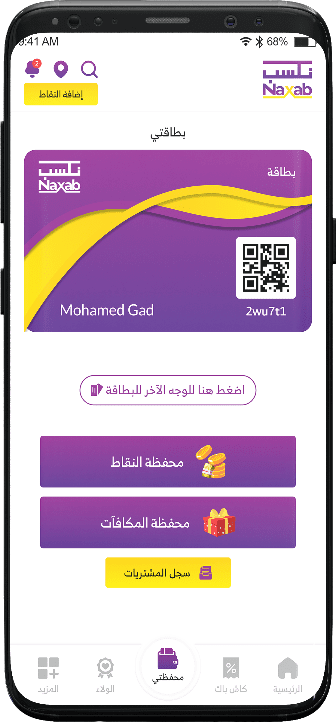 9:41 AM
68%
2
إضافة النقاط
نكسب
Naxab
بطاقتي
نكسب
Naxab
بطاقة
Mohamed Gad
2wu7t1
اضغط هنا للوجه الآخر للبطاقة
محفظة النقاط
محفظة المكافآت
سجل المشتريات
الرئيسية
كاش باك
محفظتي
الولاء
المزيد